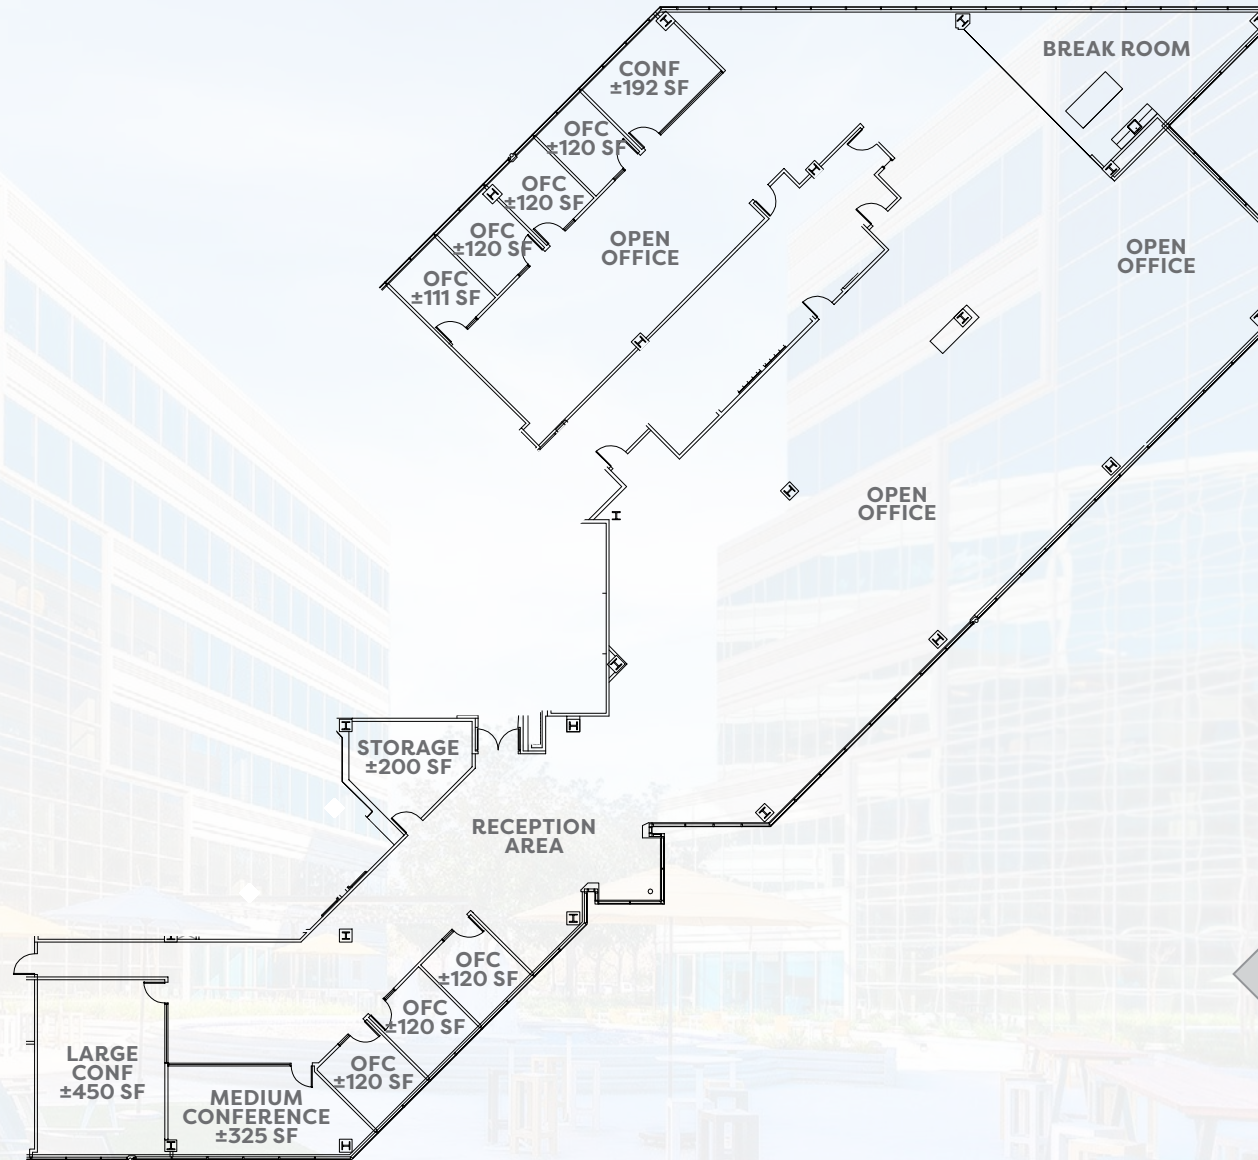 BREAK ROOM
CONF
±192 SF
OFC
±120 SF
OFC
±120 SF
OFC
±120 SF
OFC
±111 SF
OPEN
OFFICE
OPEN
OFFICE
OPEN
OFFICE
STORAGE
±200 SF
RECEPTION
AREA
OFC
±120 SF
OFC
±120 SF
OFC
±120 SF
LARGE
CONF
±450 SF
MEDIUM
CONFERENCE
±325 SF